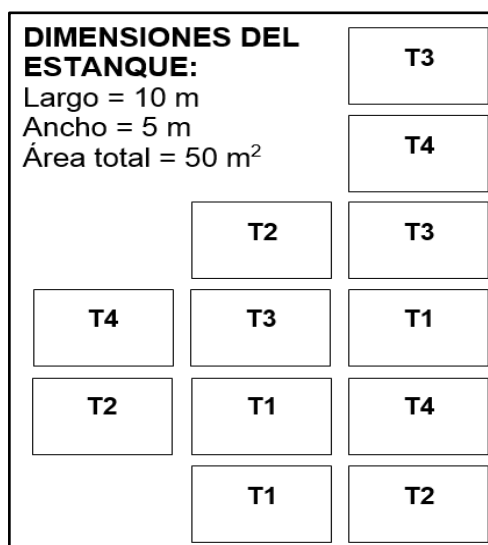 DIMENSIONES DEL
ESTANQUE:
Largo = 10 m
Ancho = 5 m
Área total = 50 m²
T3
T4
T2
T3
T4
T3
T1
T2
T1
T4
T1
T2